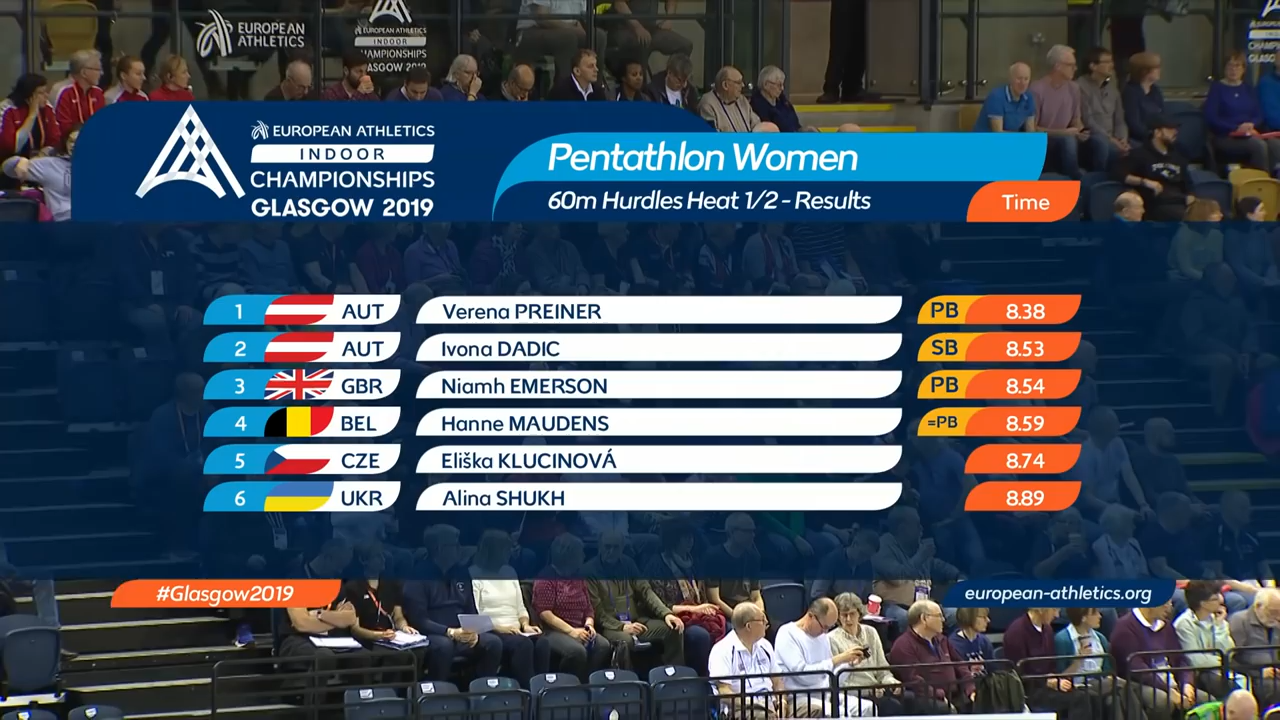 EUROPEAN ATHLETICS
INDOOR
CHAMPIONSHIPS
GLASGOW 2019
EUROPEAN ATHLETICS
INDOOR
CHAMPIONSHIPS
GLASGOW 2019
Pentathlon Women
60m Hurdles Heat 1/2 - Results
Time
1 AUT Verena PREINER PB 8.38
2 AUT Ivona DADIC SB 8.53
3 GBR Niamh EMERSON PB 8.54
4 BEL Hanne MAUDENS =PB 8.59
5 CZE Eliška KLUCINOVÁ 8.74
6 UKR Alina SHUKH 8.89
#Glasgow2019
european-athletics.org